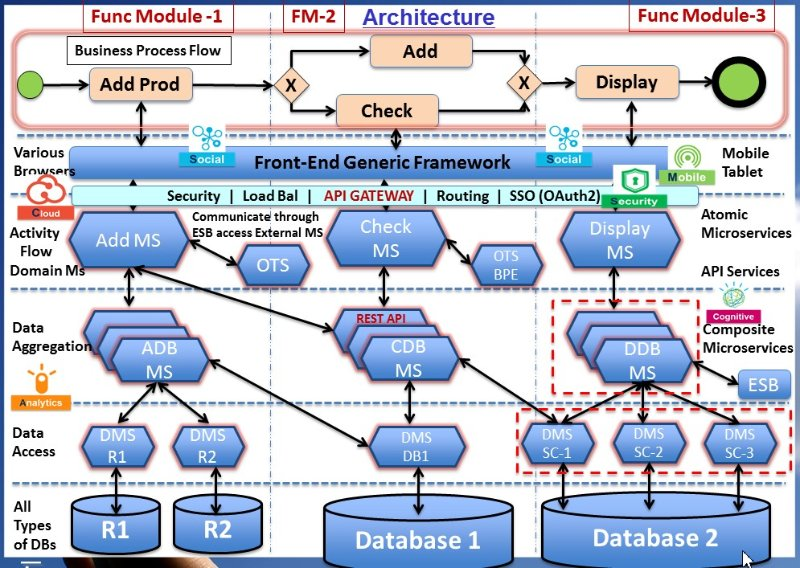 Func Module -1
FM-2
Architecture
Func Module-3
Business Process Flow
Add Prod
X
Add
Check
X
Display
Various
Browsers
Social
Front-End Generic Framework
Social
Mobile
Mobile
Tablet
Cloud
Security | Load Bal | API GATEWAY | Routing | SSO (OAuth2)
Security
Activity
Flow
Domain Ms
Add MS
Communicate through
ESB access External MS
OTS
Check
MS
OTS
BPE
Display
MS
Atomic
Microservices
API Services
Cognitive
Data
Aggregation
ADB
MS
REST API
CDB
MS
DDB
MS
Composite
Microservices
ESB
Analytics
Data
Access
DMS
R1
DMS
R2
DMS
DB1
DMS
SC-1
DMS
SC-2
DMS
SC-3
All
Types
of DBs
R1
R2
Database 1
Database 2